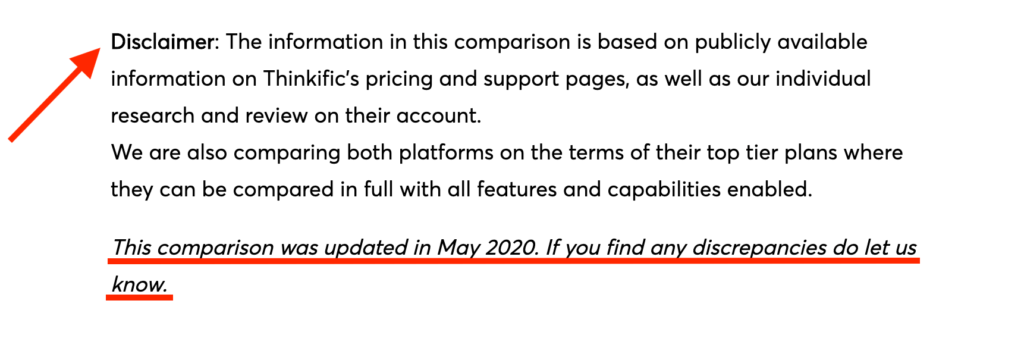 Disclaimer: The information in this comparison is based on publicly available
information on Thinkific's pricing and support pages, as well as our individual
research and review on their account.
We are also comparing both platforms on the terms of their top tier plans where
they can be compared in full with all features and capabilities enabled.
This comparison was updated in May 2020. If you find any discrepancies do let us
know.